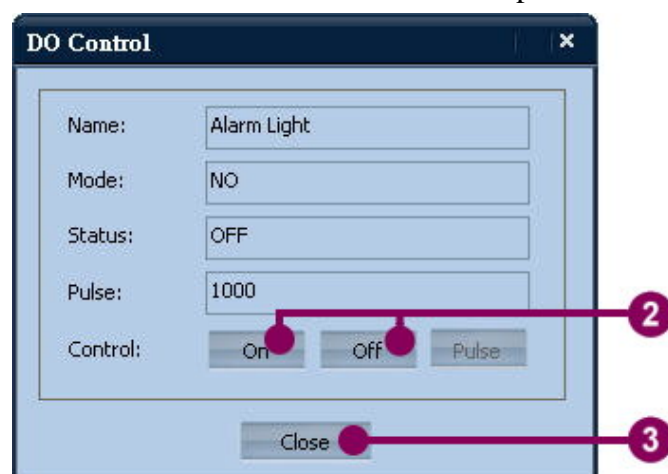 DO Control
Name: Alarm Light
Mode: NO
Status: OFF
Pulse: 1000
2
Control: On Off Pulse
Close 3